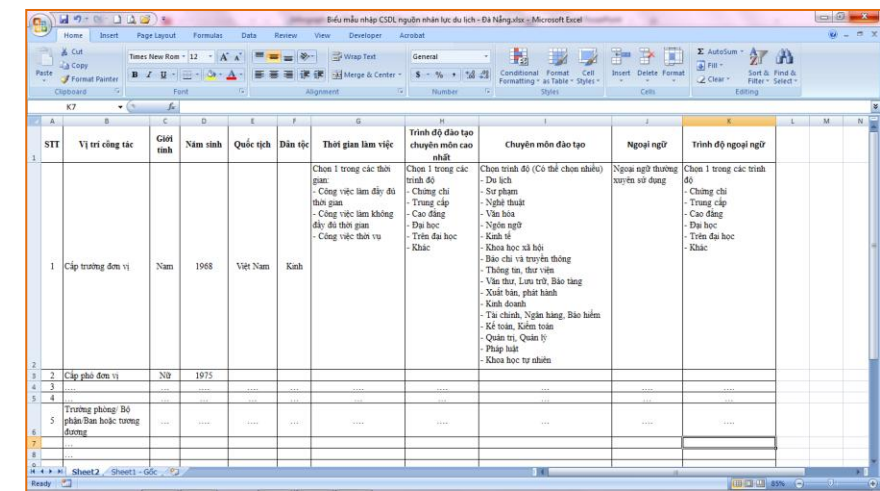 Biểu mẫu nhập CSDL nguồn nhân lực du lịch - Đà Nẵng.xlsx - Microsoft Excel
Home Insert Page Layout Formulas Data Review View Developer Acrobat
Cut
Copy
Format Painter
Paste
Clipboard
Times New Rom 12
B I U
Font
Wrap Text
Merge & Center
Alignment
General
$ % ,
Number
Conditional Formatting
Format as Table
Cell Styles
Styles
Insert Delete Format
Cells
Σ AutoSum
Fill
Clear
Sort & Filter
Find & Select
Editing
K7 fx
A B C D E F G H I J K L M N
1 STT Vị trí công tác Giới tính Năm sinh Quốc tịch Dân tộc Thời gian làm việc Trình độ đào tạo chuyên môn cao nhất Chuyên môn đào tạo Ngoại ngữ Trình độ ngoại ngữ
2 1 Cấp trưởng đơn vị Nam 1968 Việt Nam Kinh
Chọn 1 trong các thời
gian:
- Công việc làm đầy đủ
thời gian
- Công việc làm không
đầy đủ thời gian
- Công việc thời vụ
Chọn 1 trong các
trình độ
- Chứng chỉ
- Trung cấp
- Cao đẳng
- Đại học
- Trên đại học
- Khác
Chọn trình độ (Có thể chọn nhiều)
- Du lịch
- Sư phạm
- Nghệ thuật
- Văn hóa
- Ngôn ngữ
- Kinh tế
- Khoa học xã hội
- Báo chí và truyền thông
- Thông tin, thư viện
- Văn thư, Lưu trữ, Bảo tàng
- Xuất bản, phát hành
- Kinh doanh
- Tài chính, Ngân hàng, Bảo hiểm
- Kế toán, Kiểm toán
- Quản trị, Quản lý
- Pháp luật
- Khoa học tự nhiên
Ngoại ngữ thường
xuyên sử dụng
Chọn 1 trong các trình
độ
- Chứng chỉ
- Trung cấp
- Cao đẳng
- Đại học
- Trên đại học
- Khác
3 2 Cấp phó đơn vị Nữ 1975
4 3 .... ... .... ..... ... ... ..... ... ..... .....
5 4 ... ... .... ..... ... ... ..... ... ..... .....
6 5 Trưởng phòng/ Bộ
phận/Ban hoặc tương
đương
... .... ..... ... ... ..... ... ..... .....
7 ...
8 ...
9
Sheet2 Sheet1 - Gốc
Ready 85%